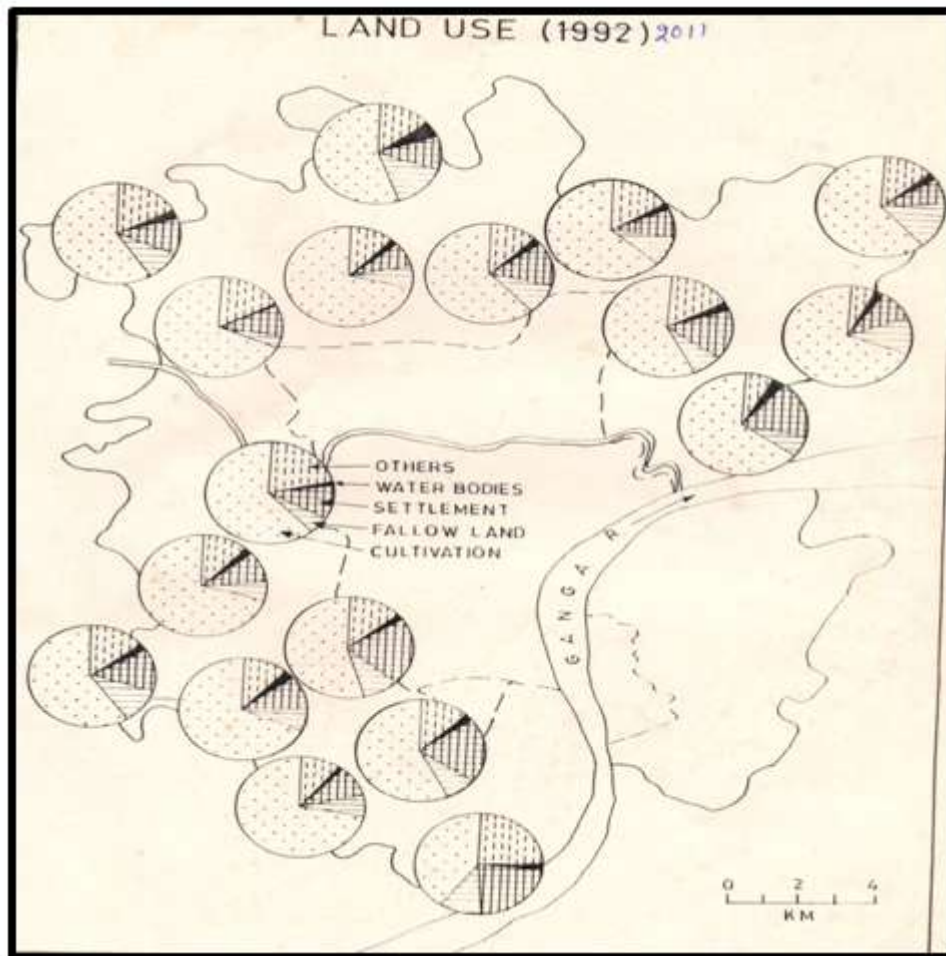 LAND USE (1992) 2011
OTHERS
WATER BODIES
SETTLEMENT
FALLOW LAND
CULTIVATION
GANGA R
0 2 4
KM